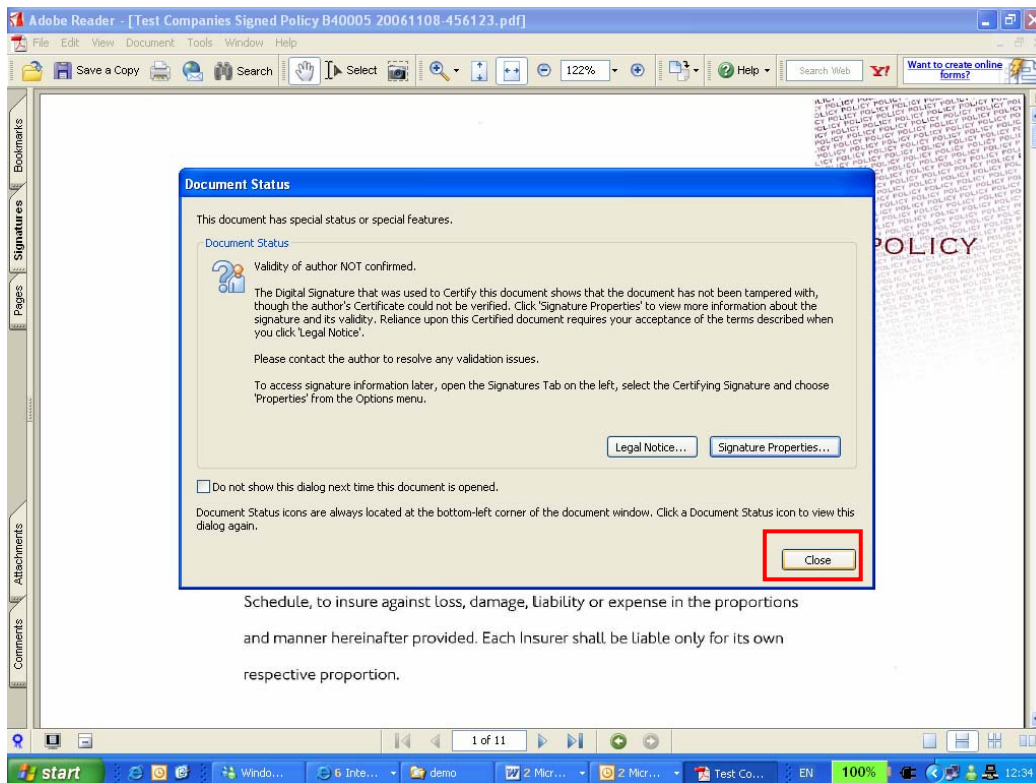 Adobe Reader - [Test Companies Signed Policy B40005 20061108-456123.pdf]
File Edit View Document Tools Window Help
Save a Copy Search Select 122% Help Search Web Y! Want to create online forms?
Bookmarks
Signatures
Pages
Attachments
Comments
POLICY
Document Status
This document has special status or special features.
Document Status
Validity of author NOT confirmed.
The Digital Signature that was used to Certify this document shows that the document has not been tampered with,
though the author's Certificate could not be verified. Click 'Signature Properties' to view more information about the
signature and its validity. Reliance upon this Certified document requires your acceptance of the terms described when
you click 'Legal Notice'.
Please contact the author to resolve any validation issues.
To access signature information later, open the Signatures Tab on the left, select the Certifying Signature and choose
'Properties' from the Options menu.
Legal Notice... Signature Properties...
Do not show this dialog next time this document is opened.
Document Status icons are always located at the bottom-left corner of the document window. Click a Document Status icon to view this
dialog again.
Close
Schedule, to insure against loss, damage, liability or expense in the proportions
and manner hereinafter provided. Each Insurer shall be liable only for its own
respective proportion.
1 of 11
start Windo... 6 Inte... demo 2 Micr... 2 Micr... Test Co... EN 100% 12:34